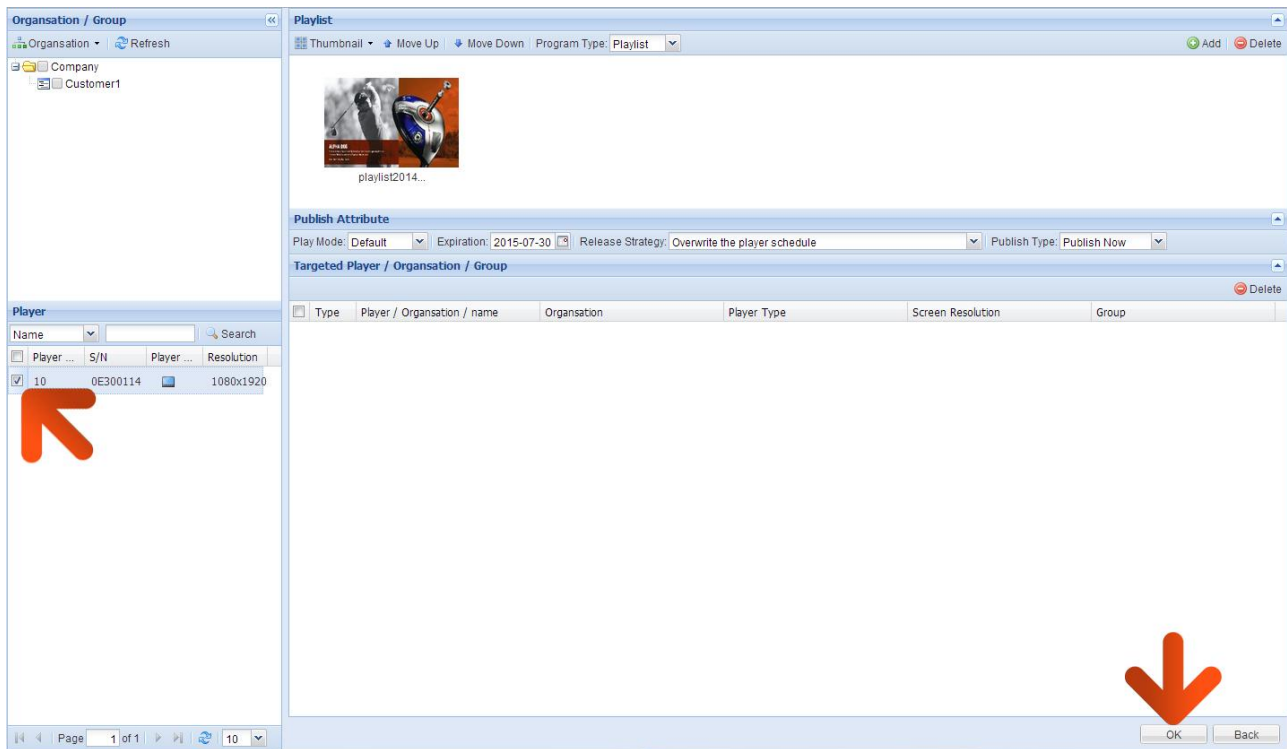 Organsation / Group
Organsation Refresh
Company
Customer1
Player
Name Search
Player ... S/N Player ... Resolution
10 0E300114 1080x1920
Page 1 of 1 10
Playlist
Thumbnail Move Up Move Down Program Type: Playlist Add Delete
playlist2014...
Publish Attribute
Play Mode: Default Expiration: 2015-07-30 Release Strategy: Overwrite the player schedule Publish Type: Publish Now
Targeted Player / Organsation / Group
Delete
Type Player / Organsation / name Organsation Player Type Screen Resolution Group
OK Back